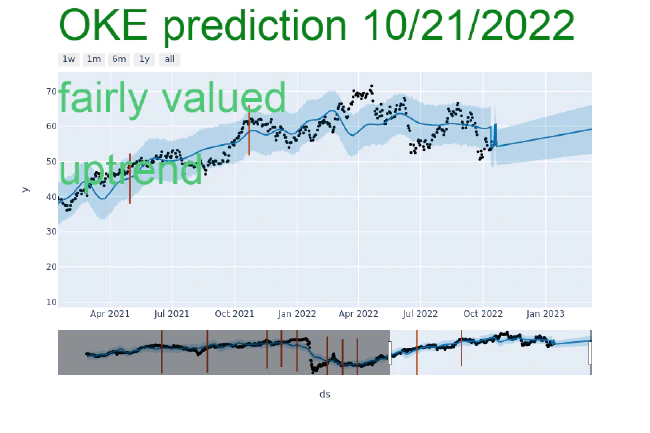 OKE prediction 10/21/2022
1w 1m 6m 1y all
fairly valued
uptrend
70
60
50
40
30
20
10
y
Apr 2021 Jul 2021 Oct 2021 Jan 2022 Apr 2022 Jul 2022 Oct 2022 Jan 2023
ds